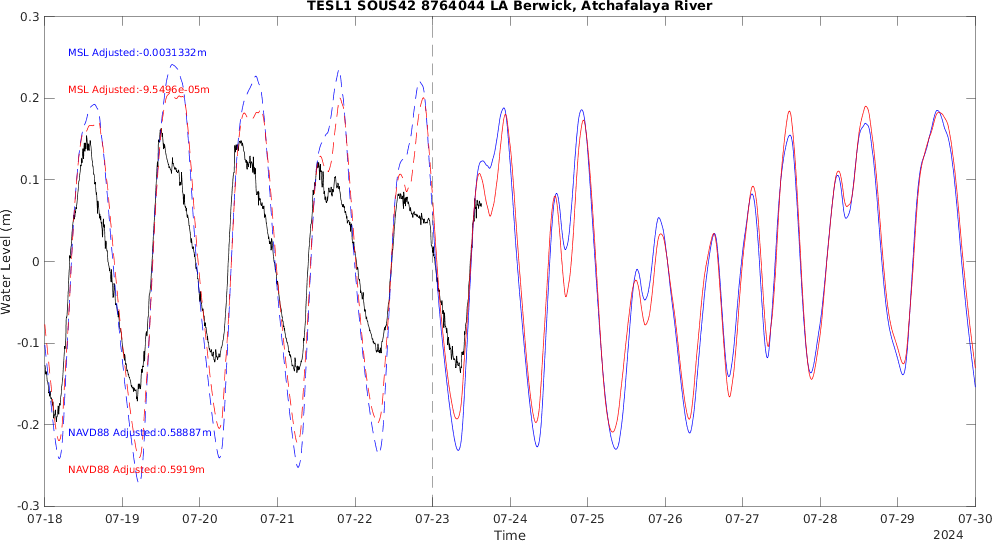 TESL1 SOUS42 8764044 LA Berwick, Atchafalaya River
0.3
MSL Adjusted:-0.0031332m
MSL Adjusted:-9.5496e-05m
0.2
0.1
0
-0.1
-0.2
-0.3
Water Level (m)
NAVD88 Adjusted:0.58887m
NAVD88 Adjusted:0.5919m
07-18 07-19 07-20 07-21 07-22 07-23 07-24 07-25 07-26 07-27 07-28 07-29 07-30
Time
2024